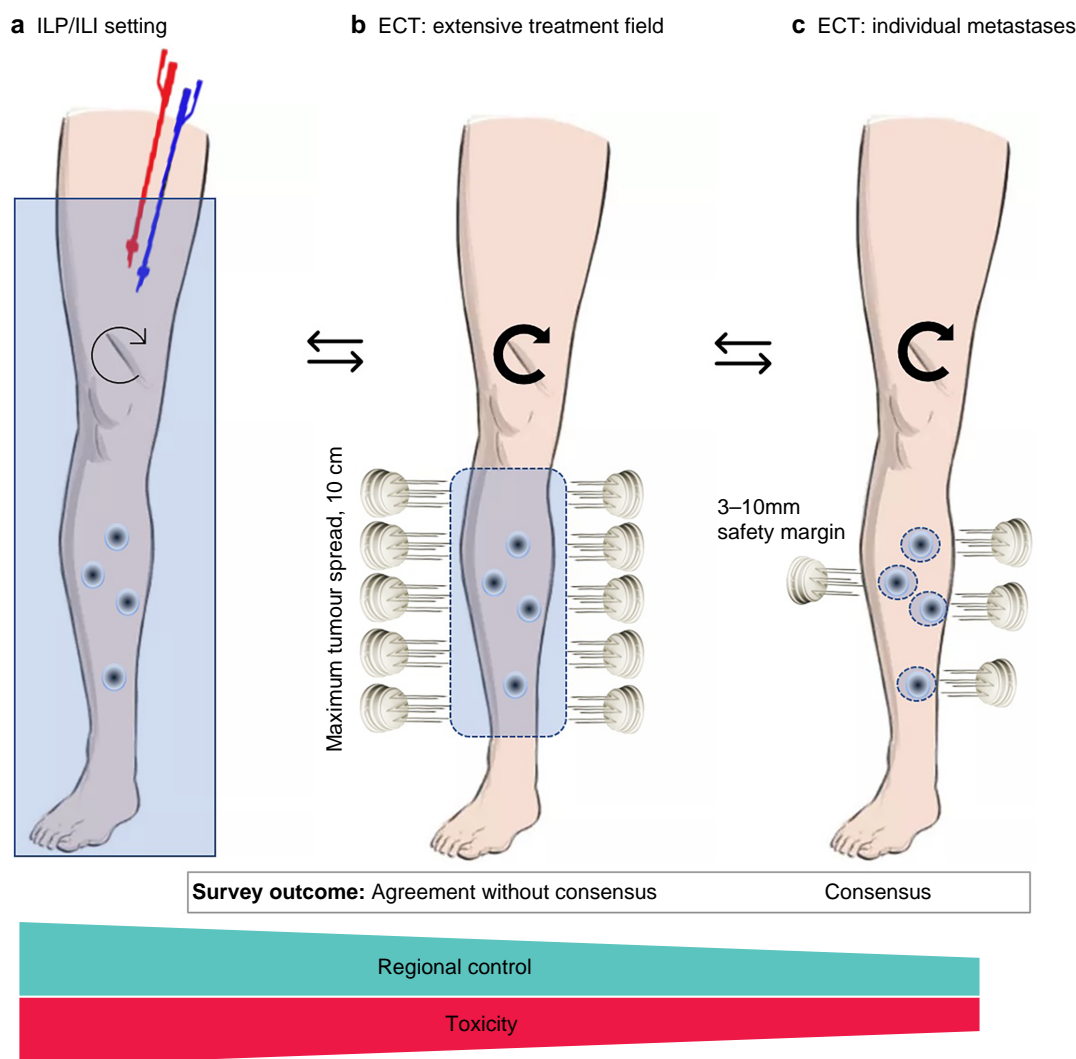 a ILP/ILI setting
b ECT: extensive treatment field
c ECT: individual metastases
Maximum tumour spread, 10 cm
3–10mm
safety margin
Survey outcome: Agreement without consensus
Consensus
Regional control
Toxicity